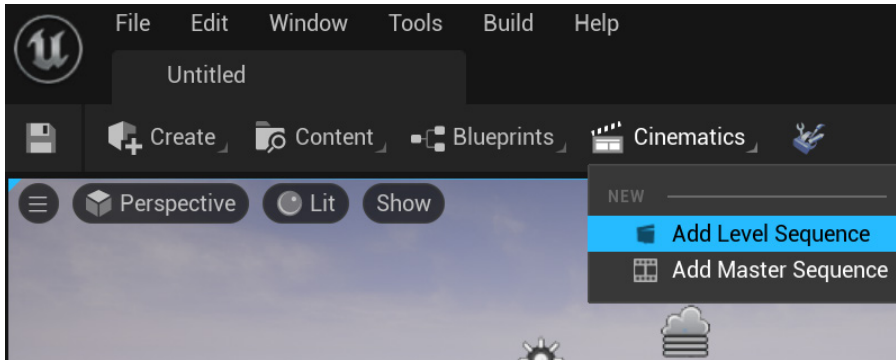 File Edit Window Tools Build Help
Untitled
Create Content Blueprints Cinematics
Perspective Lit Show
NEW
Add Level Sequence
Add Master Sequence